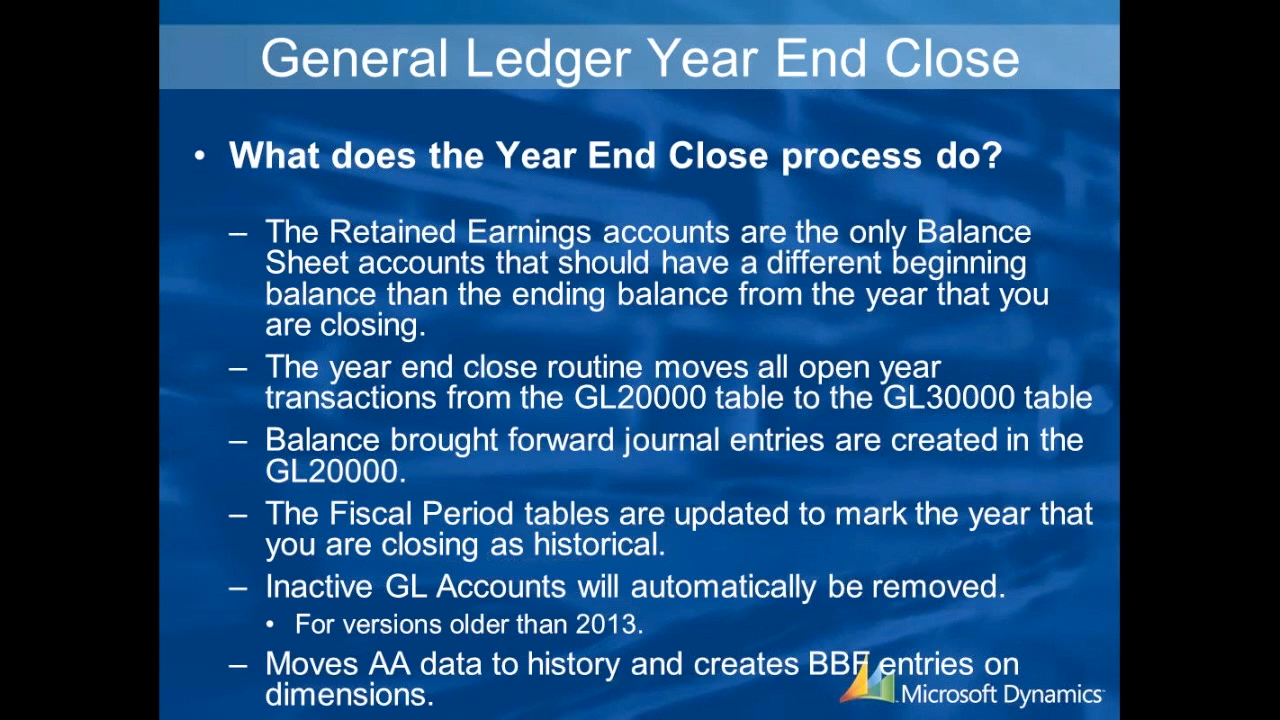 General Ledger Year End Close
• What does the Year End Close process do?
– The Retained Earnings accounts are the only Balance
Sheet accounts that should have a different beginning
balance than the ending balance from the year that you
are closing.
– The year end close routine moves all open year
transactions from the GL20000 table to the GL30000 table
– Balance brought forward journal entries are created in the
GL20000.
– The Fiscal Period tables are updated to mark the year that
you are closing as historical.
– Inactive GL Accounts will automatically be removed.
• For versions older than 2013.
– Moves AA data to history and creates BBF entries on
dimensions.
Microsoft Dynamics